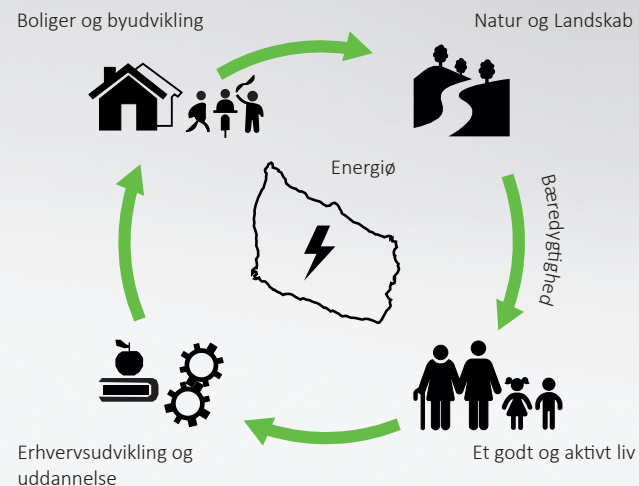 Boliger og byudvikling
Natur og Landskab
Energiø
Bæredygtighed
Erhvervsudvikling og
uddannelse
Et godt og aktivt liv